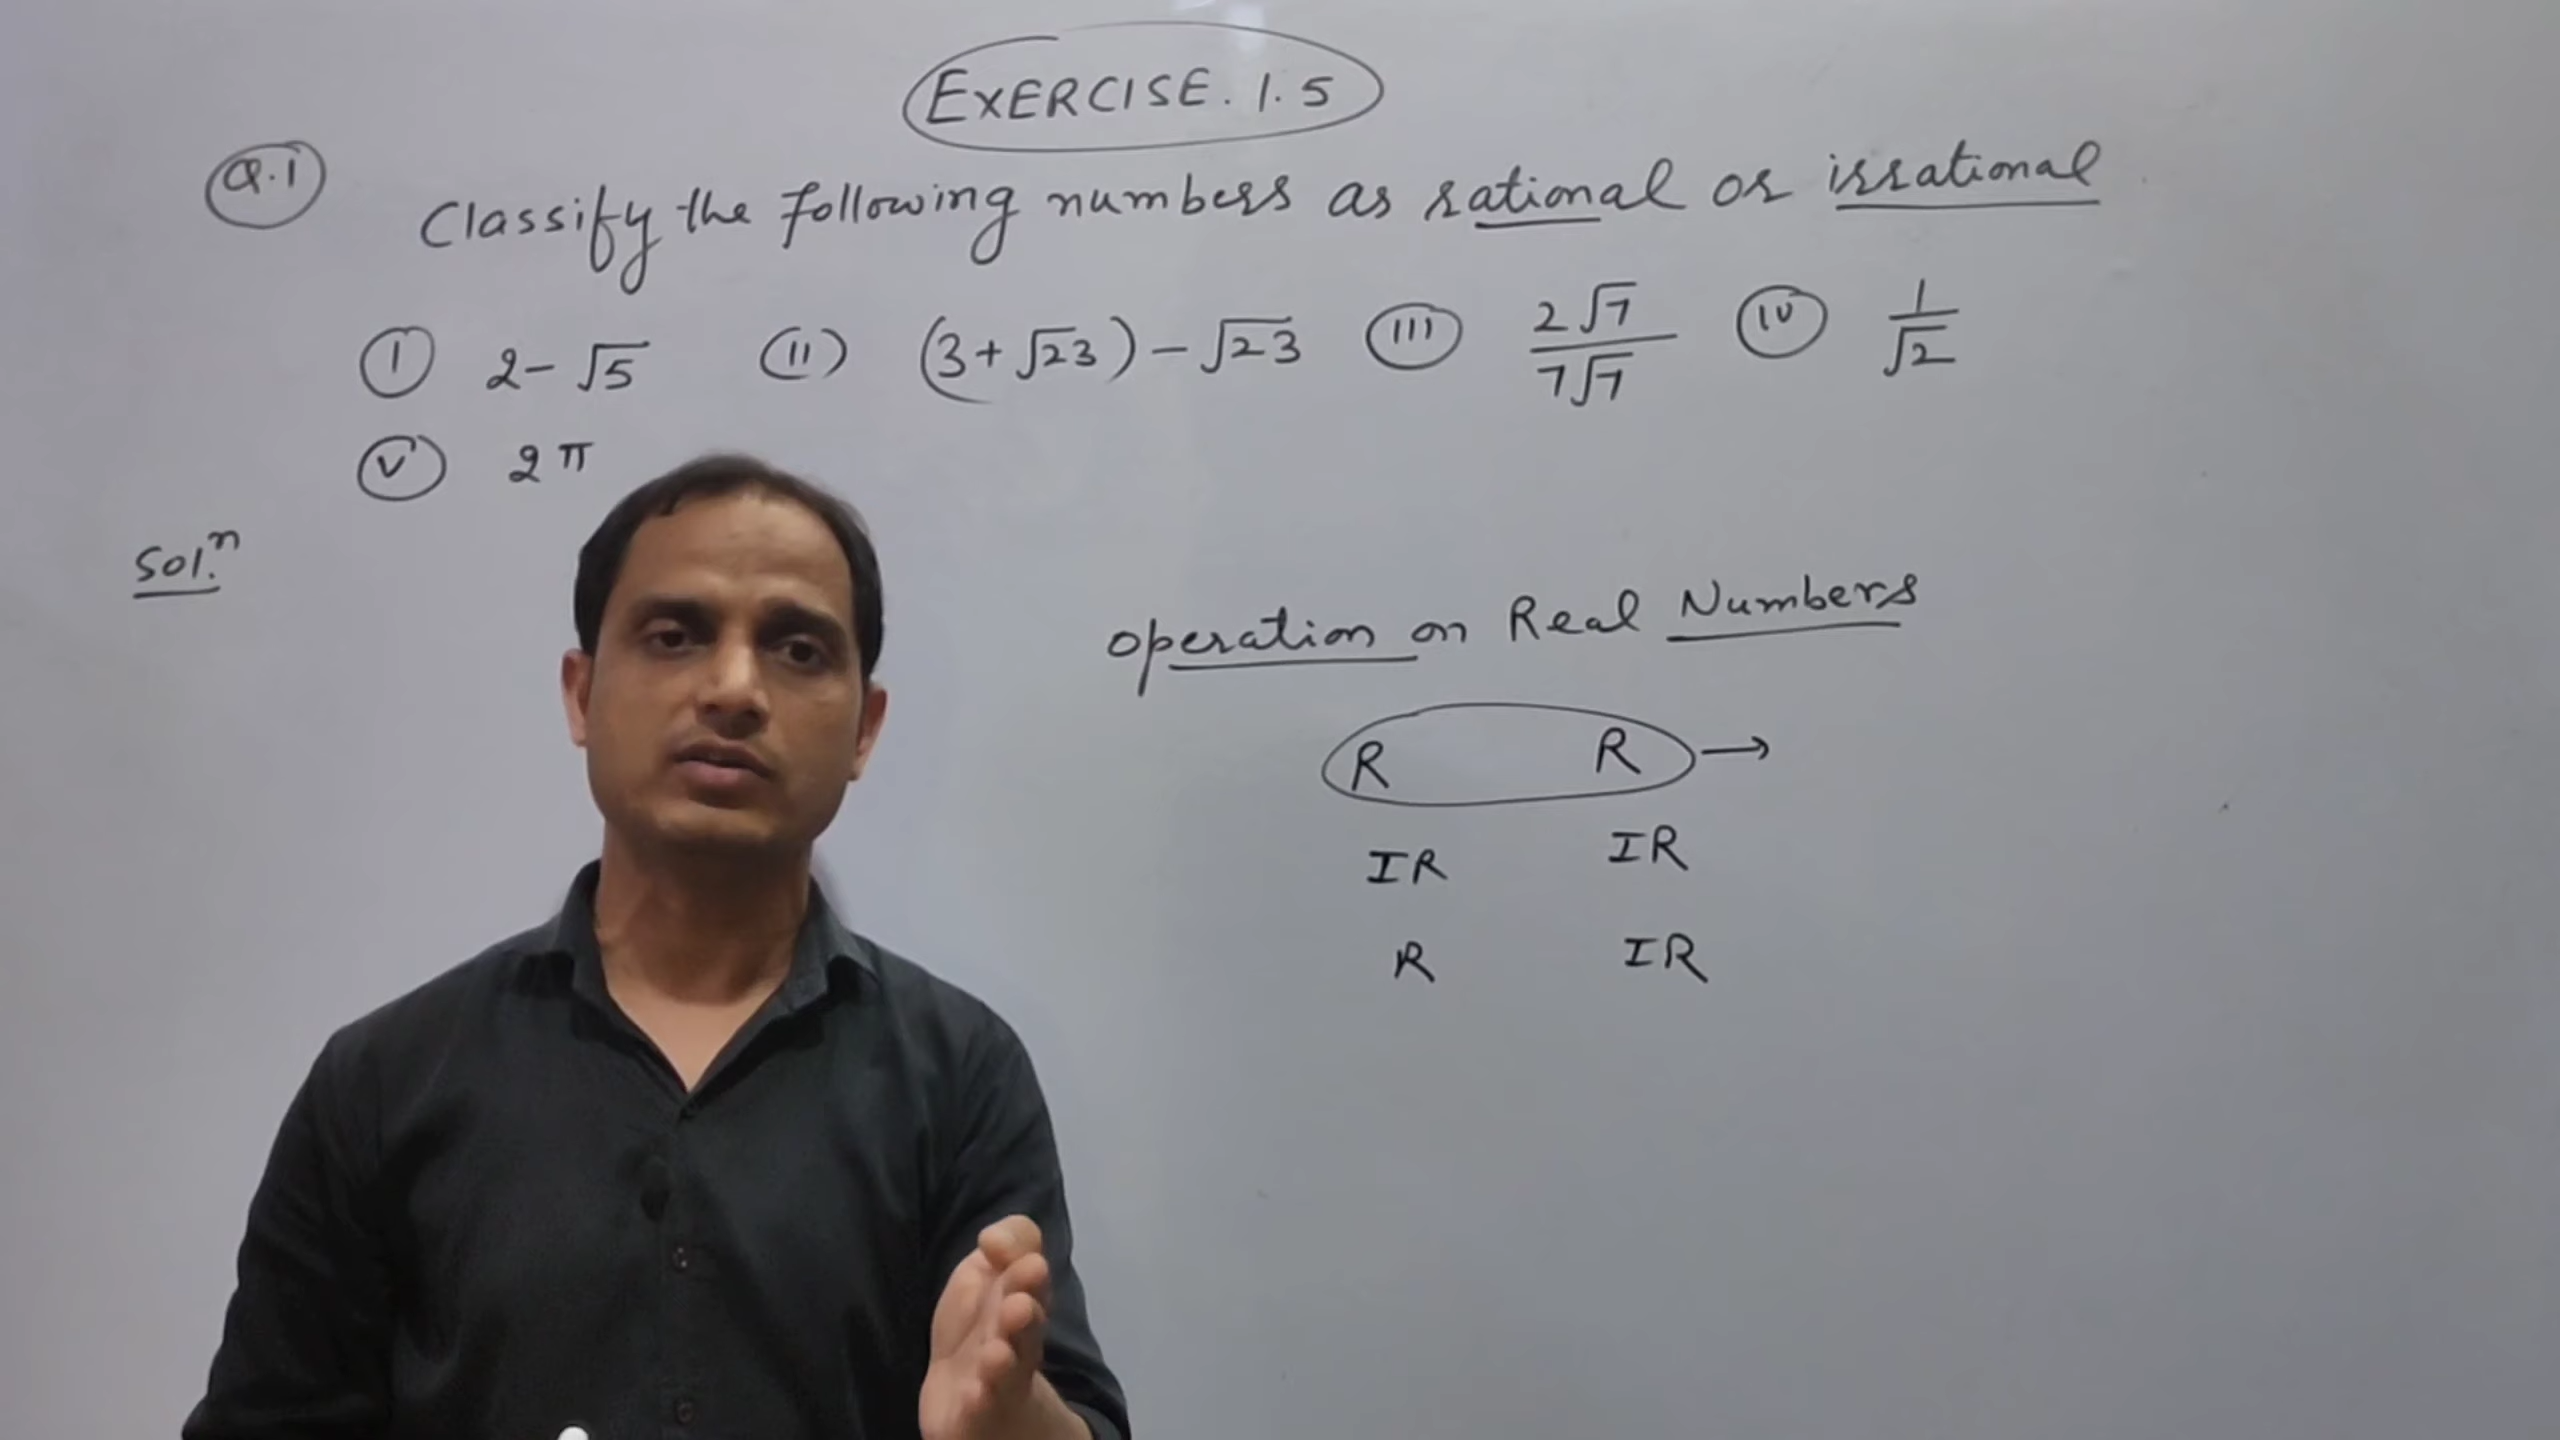 EXERCISE. 1.5
Q.1 Classify the following numbers as rational or irrational
(I) 2-√5 (II) (3+√23)-√23 (III) 2√7/7√7 (IV) 1/√2
(V) 2π
Sol.ⁿ
Operation on Real Numbers
R R →
IR IR
R IR